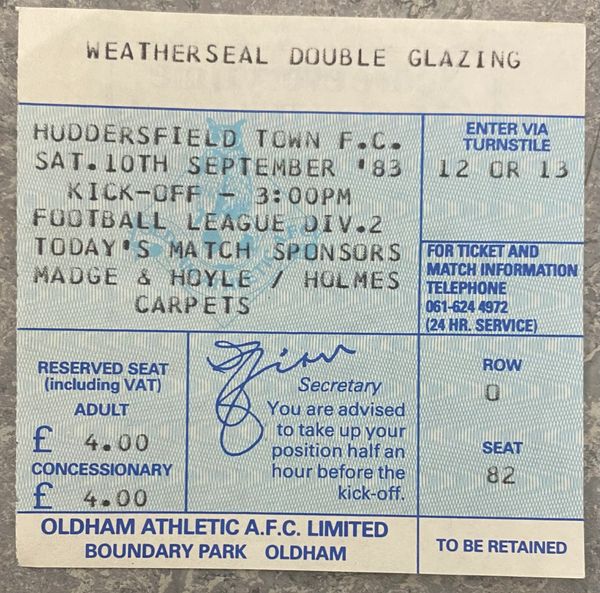 WEATHERSEAL DOUBLE GLAZING
HUDDERSFIELD TOWN F.C.
SAT.10TH SEPTEMBER '83
KICK-OFF - 3:00PM
FOOTBALL LEAGUE DIV.2
TODAY'S MATCH SPONSORS
MADGE & HOYLE / HOLMES
CARPETS
ENTER VIA
TURNSTILE
12 OR 13
FOR TICKET AND
MATCH INFORMATION
TELEPHONE
061-624 4972
(24 HR. SERVICE)
RESERVED SEAT
(including VAT)
ADULT
£ 4.00
CONCESSIONARY
£ 4.00
Secretary
You are advised
to take up your
position half an
hour before the
kick-off.
ROW
O
SEAT
82
OLDHAM ATHLETIC A.F.C. LIMITED
BOUNDARY PARK OLDHAM
TO BE RETAINED